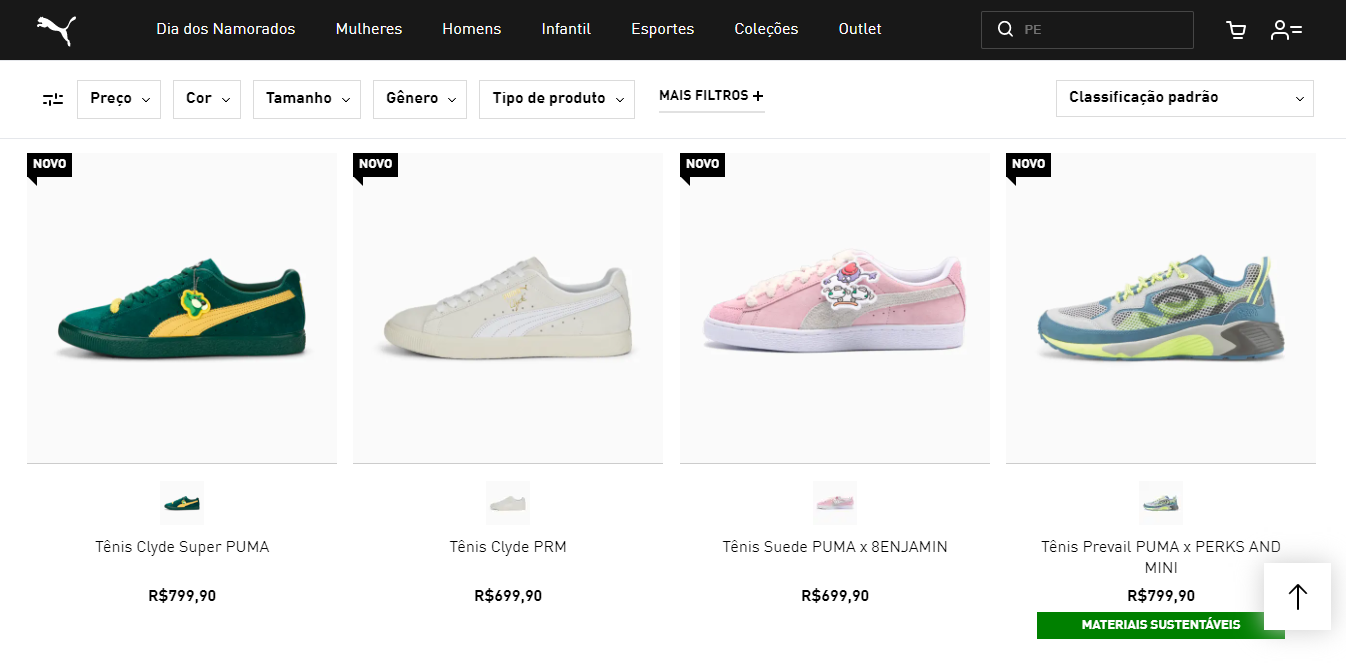 Dia dos Namorados Mulheres Homens Infantil Esportes Coleções Outlet PE
Preço Cor Tamanho Gênero Tipo de produto MAIS FILTROS + Classificação padrão
NOVO NOVO NOVO NOVO
Tênis Clyde Super PUMA Tênis Clyde PRM Tênis Suede PUMA x 8ENJAMIN Tênis Prevail PUMA x PERKS AND
MINI
R$799,90 R$699,90 R$699,90 R$799,90
MATERIAIS SUSTENTÁVEIS